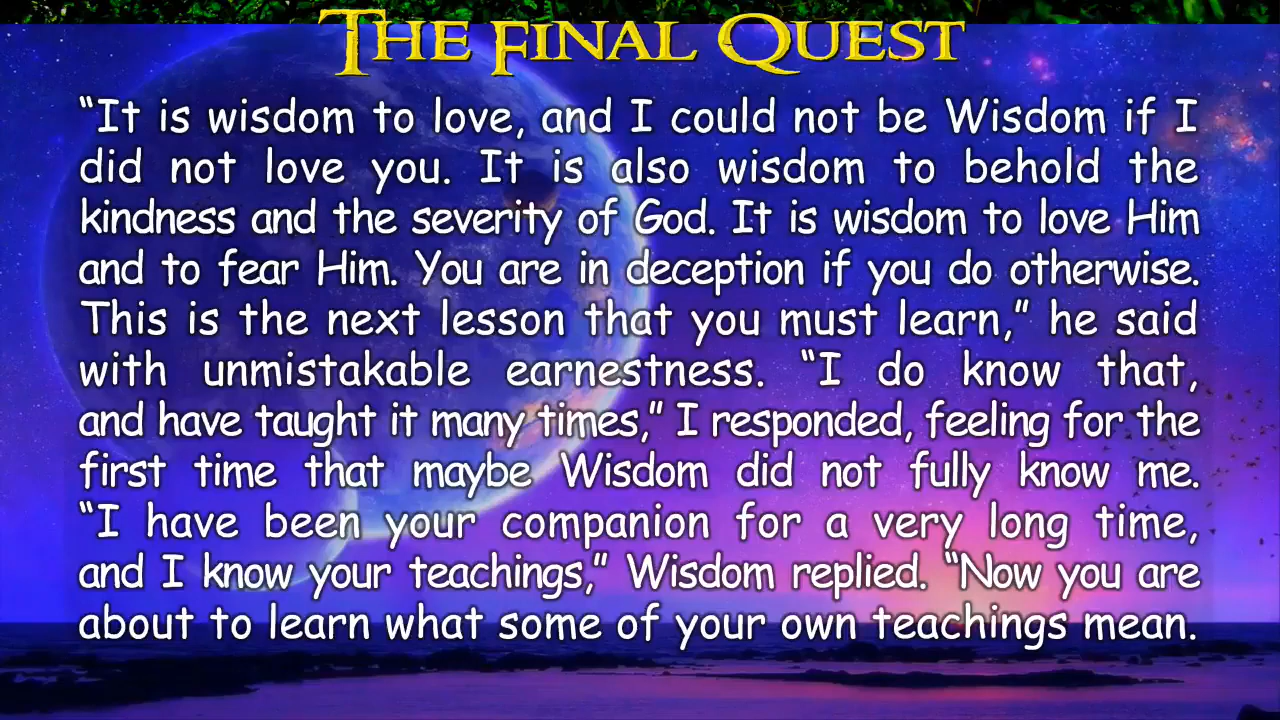 The Final Quest
“It is wisdom to love, and I could not be Wisdom if I
did not love you. It is also wisdom to behold the
kindness and the severity of God. It is wisdom to love Him
and to fear Him. You are in deception if you do otherwise.
This is the next lesson that you must learn,” he said
with unmistakable earnestness. “I do know that,
and have taught it many times,” I responded, feeling for the
first time that maybe Wisdom did not fully know me.
“I have been your companion for a very long time,
and I know your teachings,” Wisdom replied. “Now you are
about to learn what some of your own teachings mean.